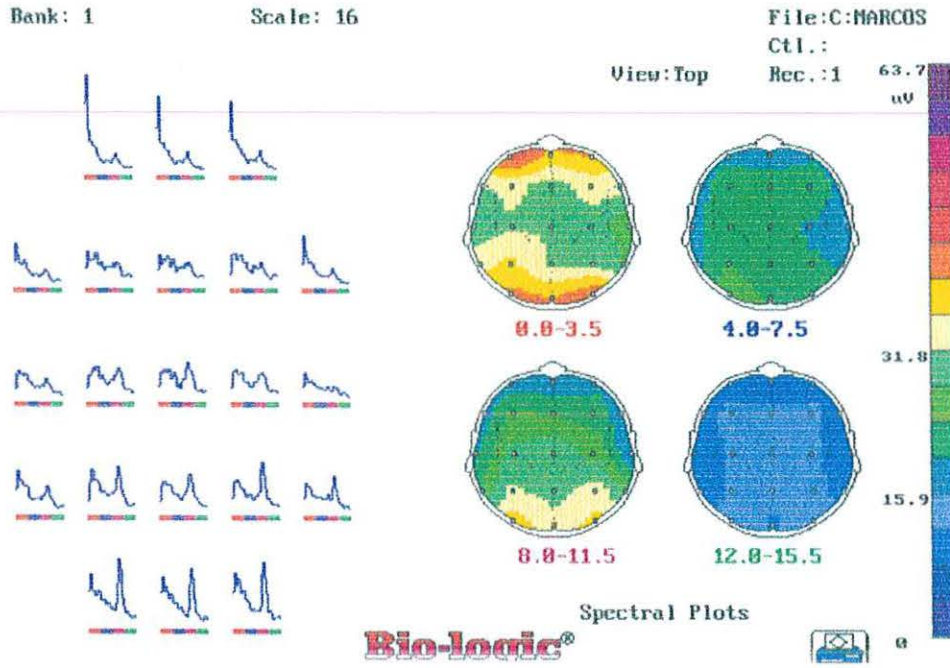 Bank: 1 Scale: 16 File:C:MARCOS
Ctl.:
View:Top Rec.:1 63.7
uV
0.0-3.5 4.0-7.5
31.8
15.9
8.0-11.5 12.0-15.5
Spectral Plots
Bio-logic® 0